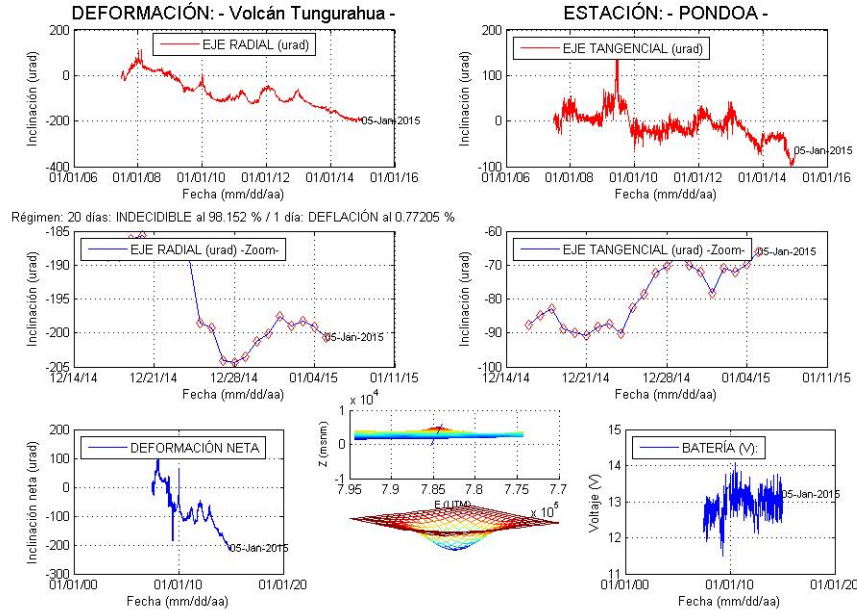 DEFORMACIÓN: - Volcán Tungurahua -
ESTACIÓN: - PONDOA -
EJE RADIAL (urad)
Inclinación (urad)
200
0
-200
-400
05-Jan-2015
01/01/06 01/01/08 01/01/10 01/01/12 01/01/14 01/01/16
Fecha (mm/dd/aa)
EJE TANGENCIAL (urad)
Inclinación (urad)
200
100
0
-100
05-Jan-2015
01/01/06 01/01/08 01/01/10 01/01/12 01/01/14 01/01/16
Fecha (mm/dd/aa)
Régimen: 20 días: INDECIDIBLE al 98.152 % / 1 día: DEFLACIÓN al 0.77205 %
EJE RADIAL (urad) -Zoom-
Inclinación (urad)
-185
-190
-195
-200
-205
05-Jan-2015
12/14/14 12/21/14 12/28/14 01/04/15 01/11/15
Fecha (mm/dd/aa)
EJE TANGENCIAL (urad) -Zoom-
Inclinación (urad)
-60
-70
-80
-90
-100
05-Jan-2015
12/14/14 12/21/14 12/28/14 01/04/15 01/11/15
Fecha (mm/dd/aa)
DEFORMACIÓN NETA
Inclinación neta (urad)
200
100
0
-100
-200
-300
05-Jan-2015
01/01/00 01/01/10 01/01/20
Fecha (mm/dd/aa)
x 10⁴
Z (msnm)
1
0
-1
7.95 7.9 7.85 7.8 7.75 7.7
E (UTM)
x 10⁵
BATERÍA (V):
Voltaje (V)
15
14
13
12
11
05-Jan-2015
01/01/00 01/01/10 01/01/20
Fecha (mm/dd/aa)